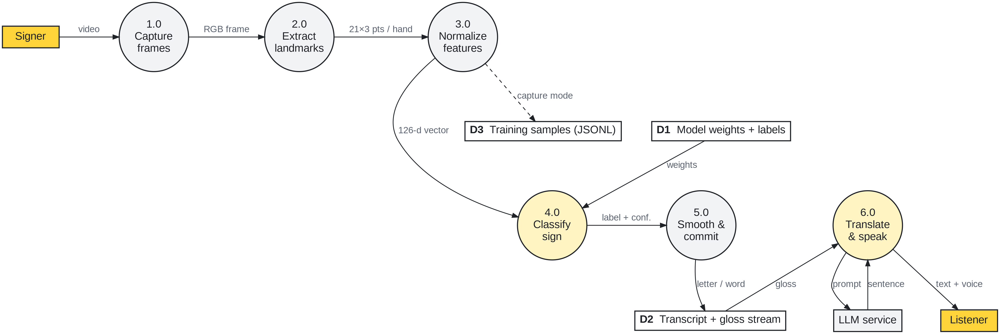 Signer
video
1.0
Capture
frames
RGB frame
2.0
Extract
landmarks
21×3 pts / hand
3.0
Normalize
features
capture mode
126-d vector
D3 Training samples (JSONL)
D1 Model weights + labels
weights
4.0
Classify
sign
label + conf.
5.0
Smooth &
commit
6.0
Translate
& speak
letter / word
gloss
prompt
sentence
text + voice
D2 Transcript + gloss stream
LLM service
Listener